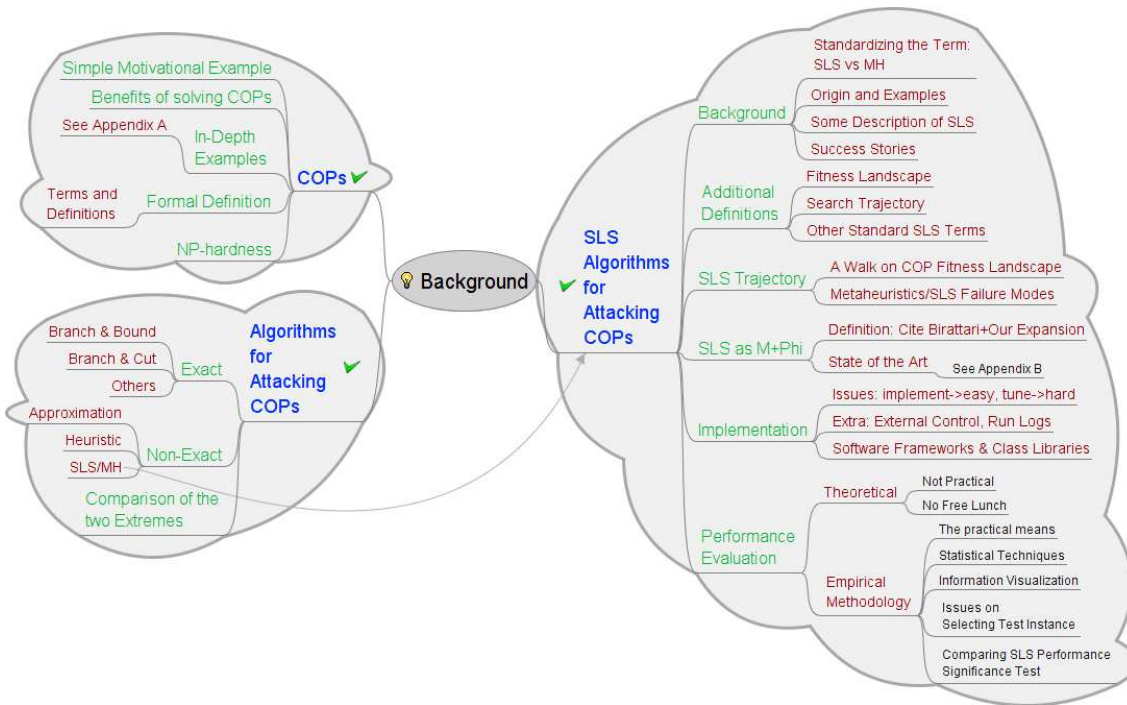 Background
COPs
Simple Motivational Example
Benefits of solving COPs
In-Depth
Examples
See Appendix A
Formal Definition
Terms and
Definitions
NP-hardness
Algorithms
for
Attacking
COPs
Exact
Branch & Bound
Branch & Cut
Others
Non-Exact
Approximation
Heuristic
SLS/MH
Comparison of the
two Extremes
SLS
Algorithms
for
Attacking
COPs
Background
Standardizing the Term:
SLS vs MH
Origin and Examples
Some Description of SLS
Success Stories
Additional
Definitions
Fitness Landscape
Search Trajectory
Other Standard SLS Terms
SLS Trajectory
A Walk on COP Fitness Landscape
Metaheuristics/SLS Failure Modes
SLS as M+Phi
Definition: Cite Birattari+Our Expansion
State of the Art
See Appendix B
Implementation
Issues: implement->easy, tune->hard
Extra: External Control, Run Logs
Software Frameworks & Class Libraries
Performance
Evaluation
Theoretical
Not Practical
No Free Lunch
Empirical
Methodology
The practical means
Statistical Techniques
Information Visualization
Issues on
Selecting Test Instance
Comparing SLS Performance
Significance Test